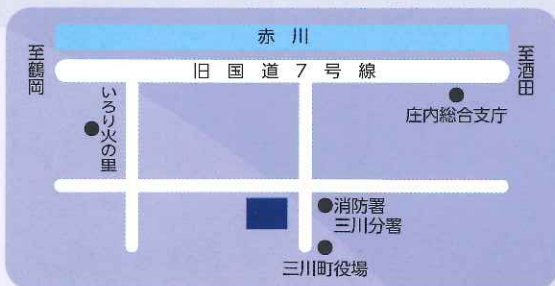 赤川
旧国道7号線
至鶴岡
至酒田
いろり火の里
庄内総合支庁
消防署
三川分署
三川町役場